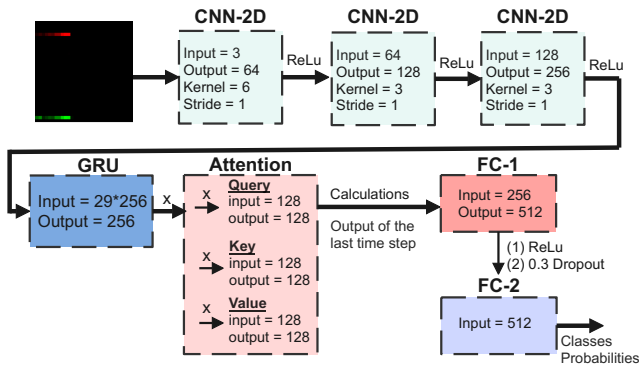 CNN-2D
Input = 3
Output = 64
Kernel = 6
Stride = 1
ReLu
CNN-2D
Input = 64
Output = 128
Kernel = 3
Stride = 1
ReLu
CNN-2D
Input = 128
Output = 256
Kernel = 3
Stride = 1
ReLu
GRU
Input = 29*256
Output = 256
x
Attention
x
Query
input = 128
output = 128
x
Key
input = 128
output = 128
x
Value
input = 128
output = 128
Calculations
Output of the
last time step
FC-1
Input = 256
Output = 512
(1) ReLu
(2) 0.3 Dropout
FC-2
Input = 512
Classes
Probabilities